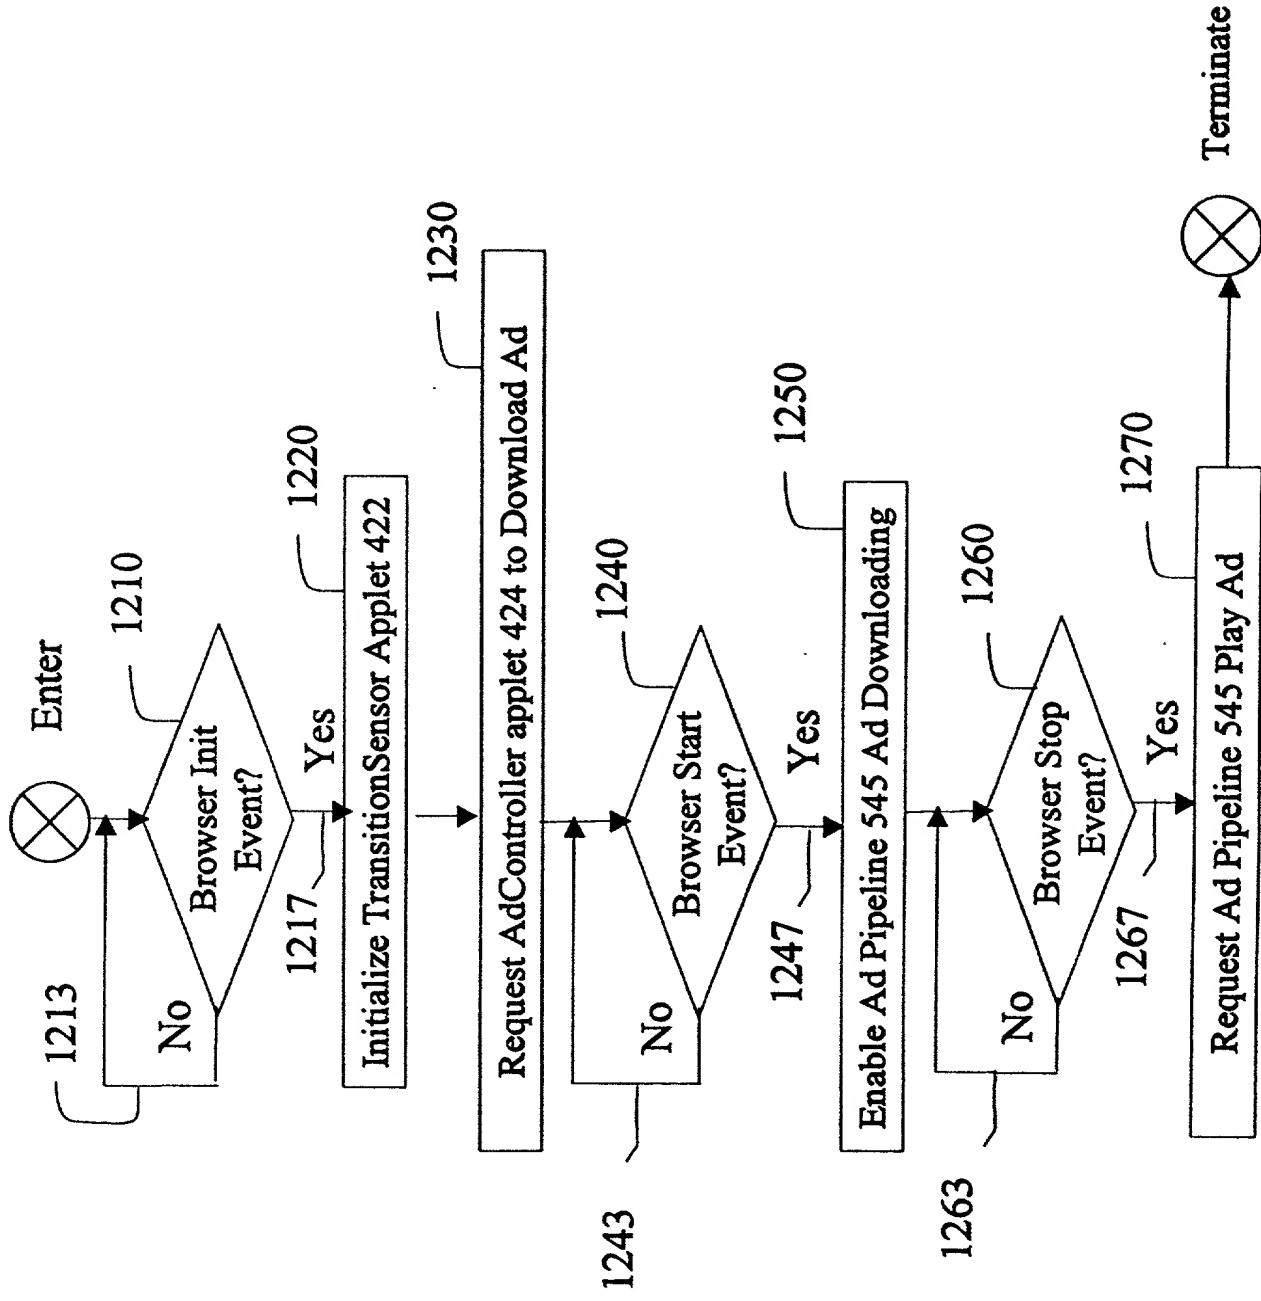 Enter
1210
Browser Init
Event?
1213
No
Yes
1217
1220
Initialize TransitionSensor Applet 422
1230
Request AdController applet 424 to Download Ad
1240
Browser Start
Event?
No
1243
Yes
1247
1250
Enable Ad Pipeline 545 Ad Downloading
1260
Browser Stop
Event?
No
1263
Yes
1267
1270
Request Ad Pipeline 545 Play Ad
Terminate